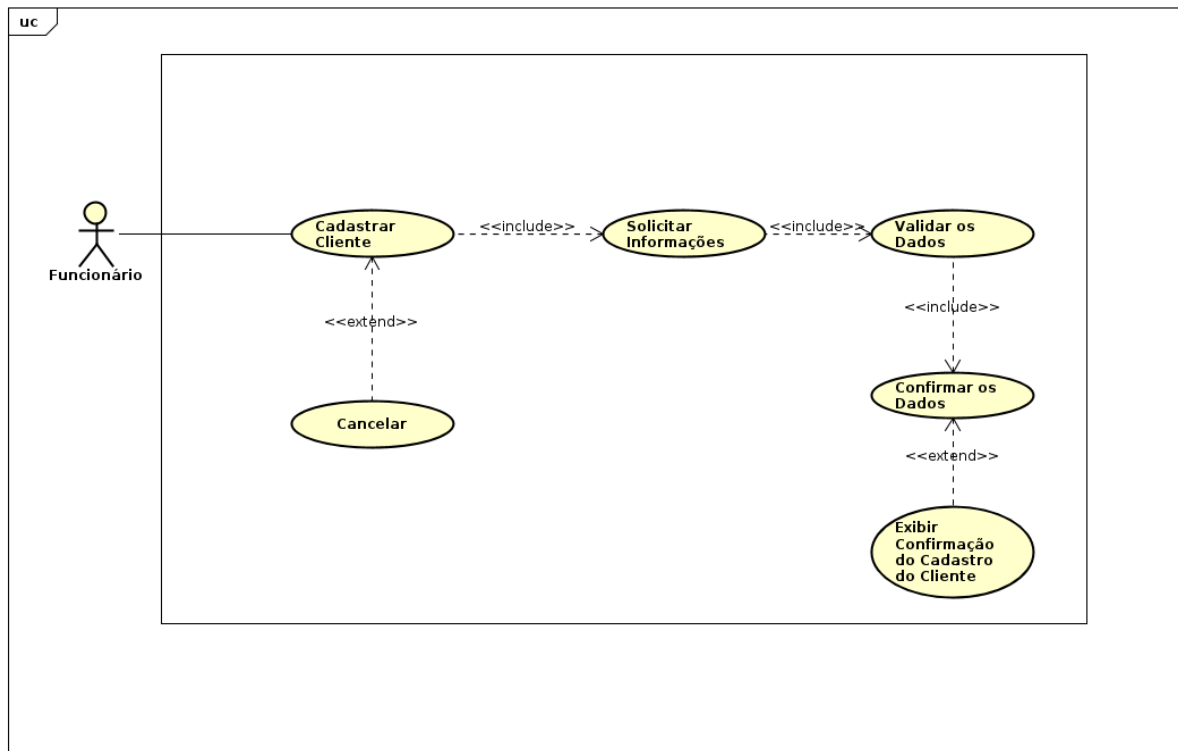 uc
Cadastrar
Cliente
<<include>>
Solicitar
Informações
<<include>>
Validar os
Dados
Funcionário
<<include>>
<<extend>>
Confirmar os
Dados
Cancelar
<<extend>>
Exibir
Confirmação
do Cadastro
do Cliente